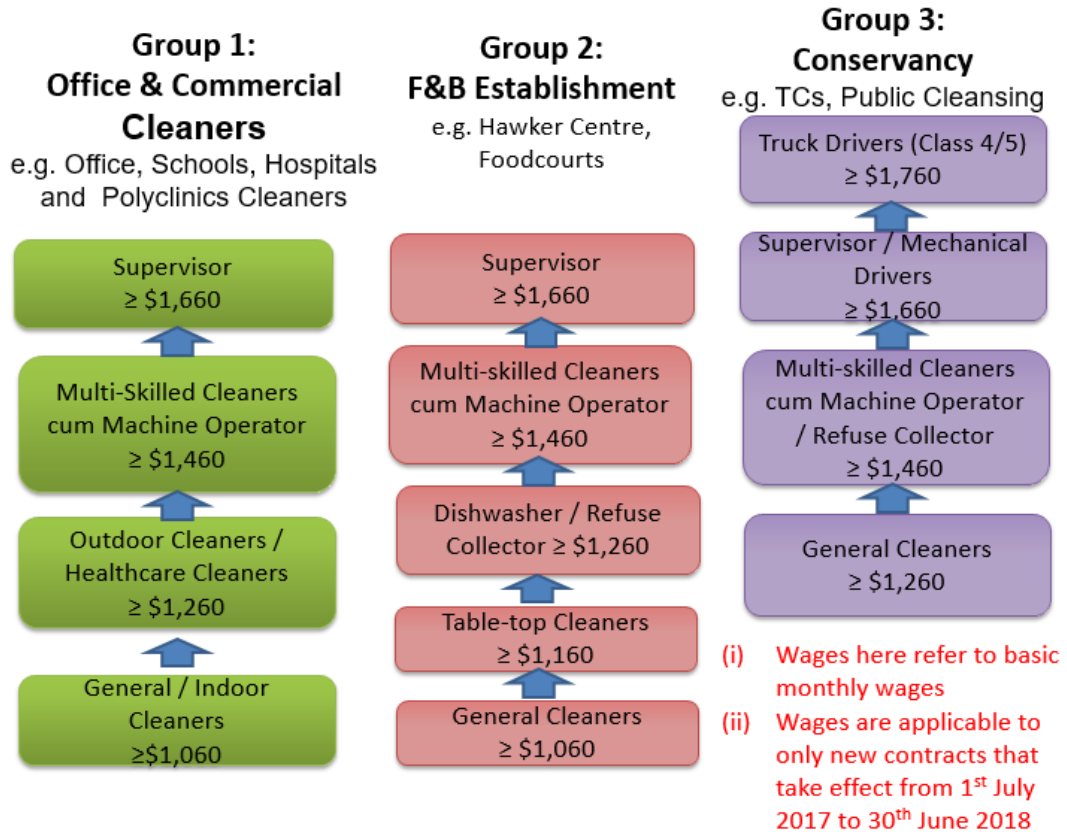 Group 1:
Office & Commercial
Cleaners
e.g. Office, Schools, Hospitals
and Polyclinics Cleaners
Supervisor
≥ $1,660
Multi-Skilled Cleaners
cum Machine Operator
≥ $1,460
Outdoor Cleaners /
Healthcare Cleaners
≥ $1,260
General / Indoor
Cleaners
≥$1,060
Group 2:
F&B Establishment
e.g. Hawker Centre,
Foodcourts
Supervisor
≥ $1,660
Multi-skilled Cleaners
cum Machine Operator
≥ $1,460
Dishwasher / Refuse
Collector ≥ $1,260
Table-top Cleaners
≥ $1,160
General Cleaners
≥ $1,060
Group 3:
Conservancy
e.g. TCs, Public Cleansing
Truck Drivers (Class 4/5)
≥ $1,760
Supervisor / Mechanical
Drivers
≥ $1,660
Multi-skilled Cleaners
cum Machine Operator
/ Refuse Collector
≥ $1,460
General Cleaners
≥ $1,260
(i) Wages here refer to basic
monthly wages
(ii) Wages are applicable to
only new contracts that
take effect from 1st July
2017 to 30th June 2018